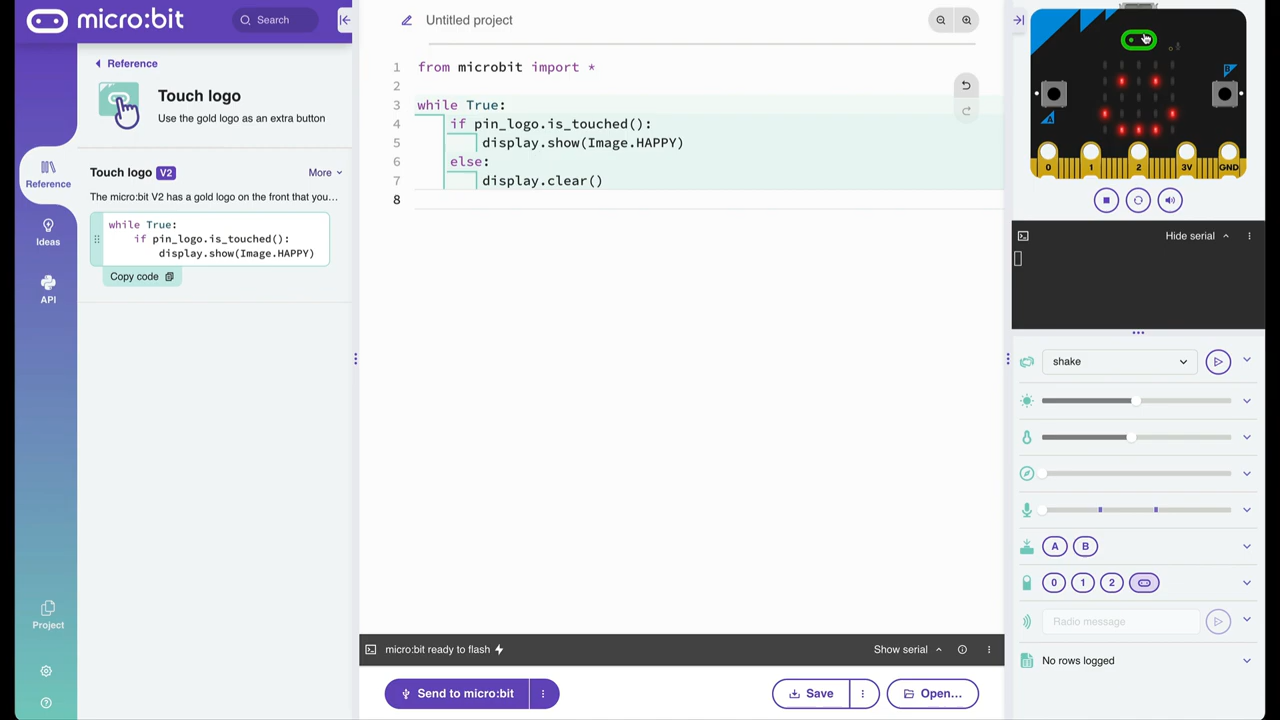 micro:bit
Search
Untitled project
Reference
Touch logo
Use the gold logo as an extra button
Touch logo V2
More
The micro:bit V2 has a gold logo on the front that you…
while True:
if pin_logo.is_touched():
display.show(Image.HAPPY)
Copy code
Reference
Ideas
API
Project
1 from microbit import *
2
3 while True:
4 if pin_logo.is_touched():
5 display.show(Image.HAPPY)
6 else:
7 display.clear()
8
micro:bit ready to flash
Show serial
Send to micro:bit
Save
Open...
A
B
0 1 2 3V GND
Hide serial
shake
A B
0 1 2
Radio message
No rows logged